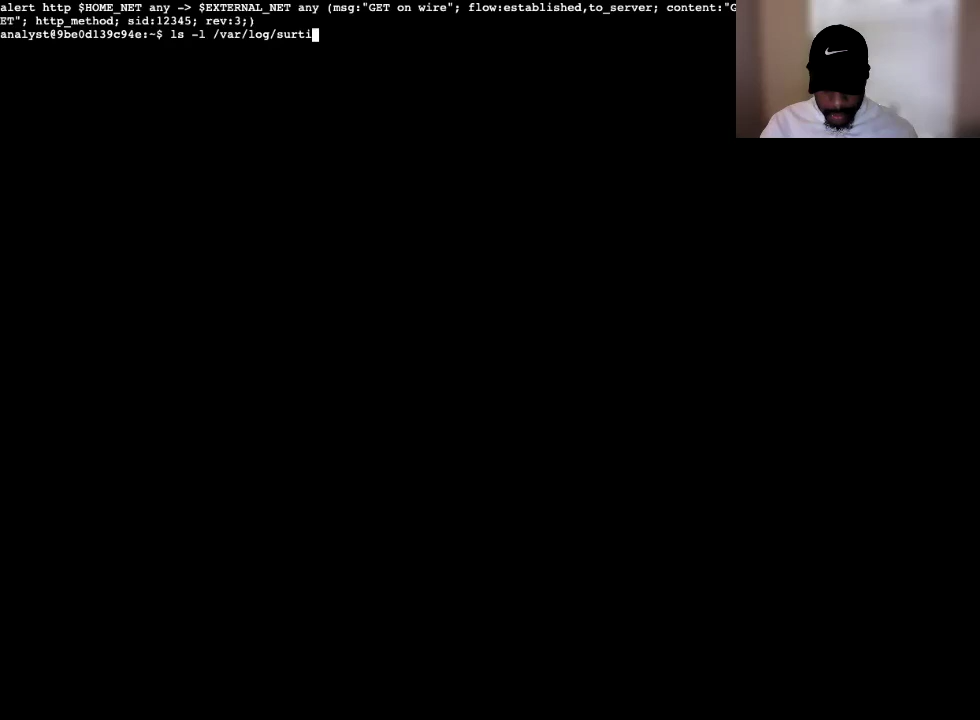 alert http $HOME_NET any -> $EXTERNAL_NET any (msg:"GET on wire"; flow:established,to_server; content:"G
ET"; http_method; sid:12345; rev:3;)
analyst@9be0d139c94e:~$ ls -l /var/log/surti